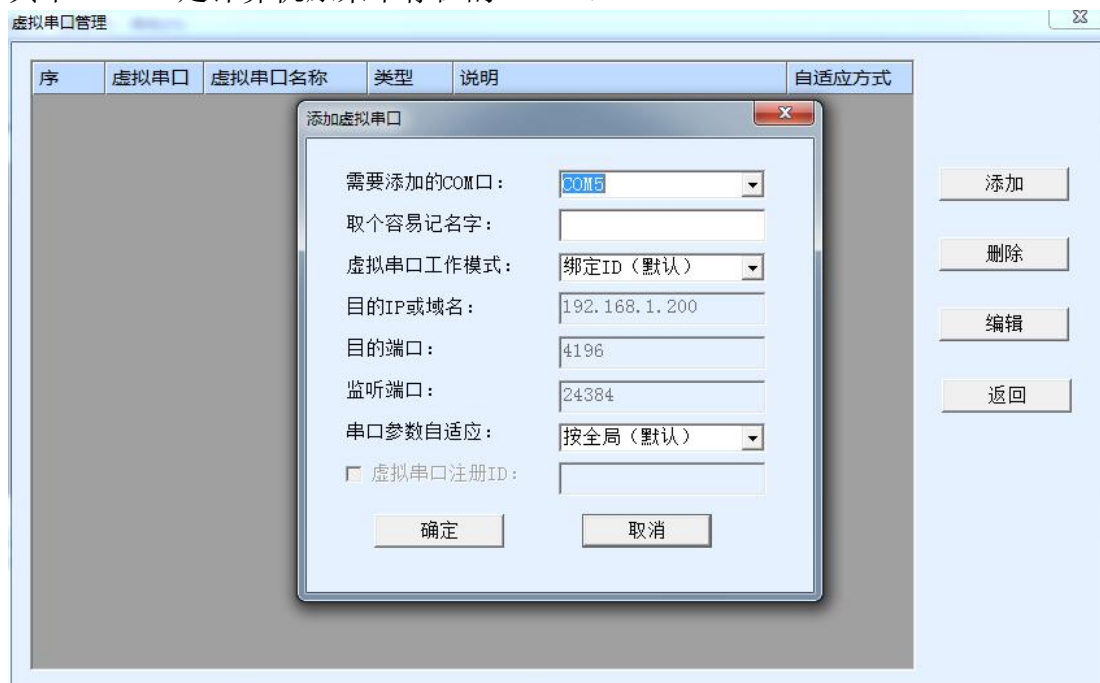 虚拟串口管理
序 虚拟串口 虚拟串口名称 类型 说明 自适应方式
添加虚拟串口
需要添加的COM口： COM5
取个容易记名字：
虚拟串口工作模式： 绑定ID（默认）
目的IP或域名： 192.168.1.200
目的端口： 4196
监听端口： 24384
串口参数自适应： 按全局（默认）
虚拟串口注册ID：
确定 取消
添加
删除
编辑
返回